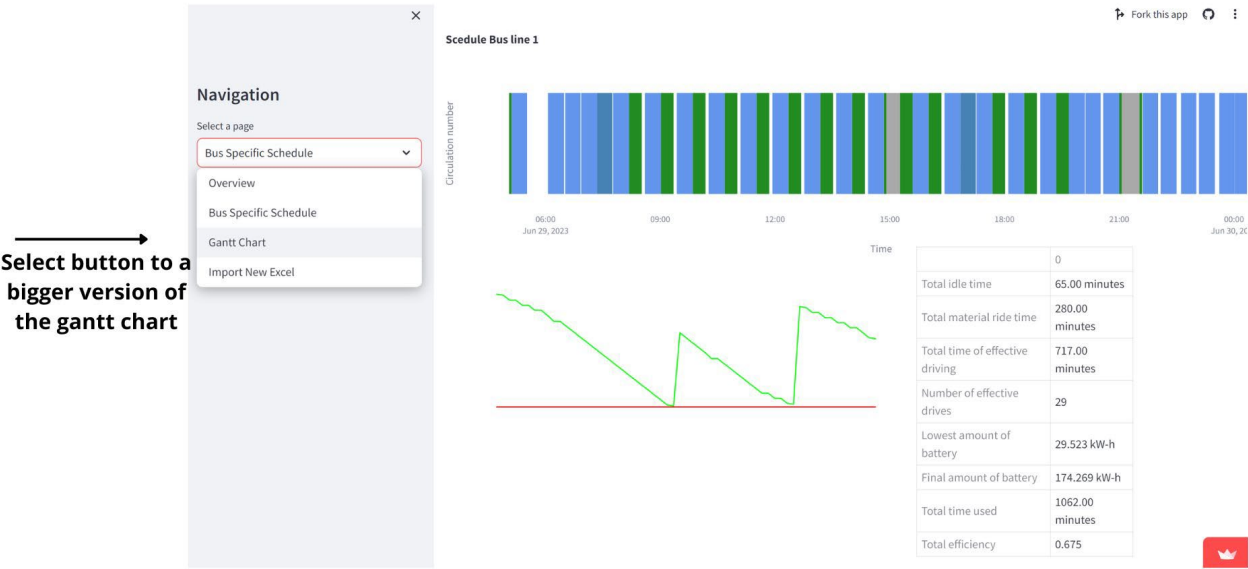 Fork this app
Scedule Bus line 1
Navigation
Select a page
Bus Specific Schedule
Overview
Bus Specific Schedule
Gantt Chart
Import New Excel
Select button to a
bigger version of
the gantt chart
Circulation number
06:00
Jun 29, 2023
09:00
12:00
15:00
18:00
21:00
00:00
Jun 30, 20
Time
0
Total idle time 65.00 minutes
Total material ride time 280.00
minutes
Total time of effective
driving 717.00
minutes
Number of effective
drives 29
Lowest amount of
battery 29.523 kW-h
Final amount of battery 174.269 kW-h
Total time used 1062.00
minutes
Total efficiency 0.675